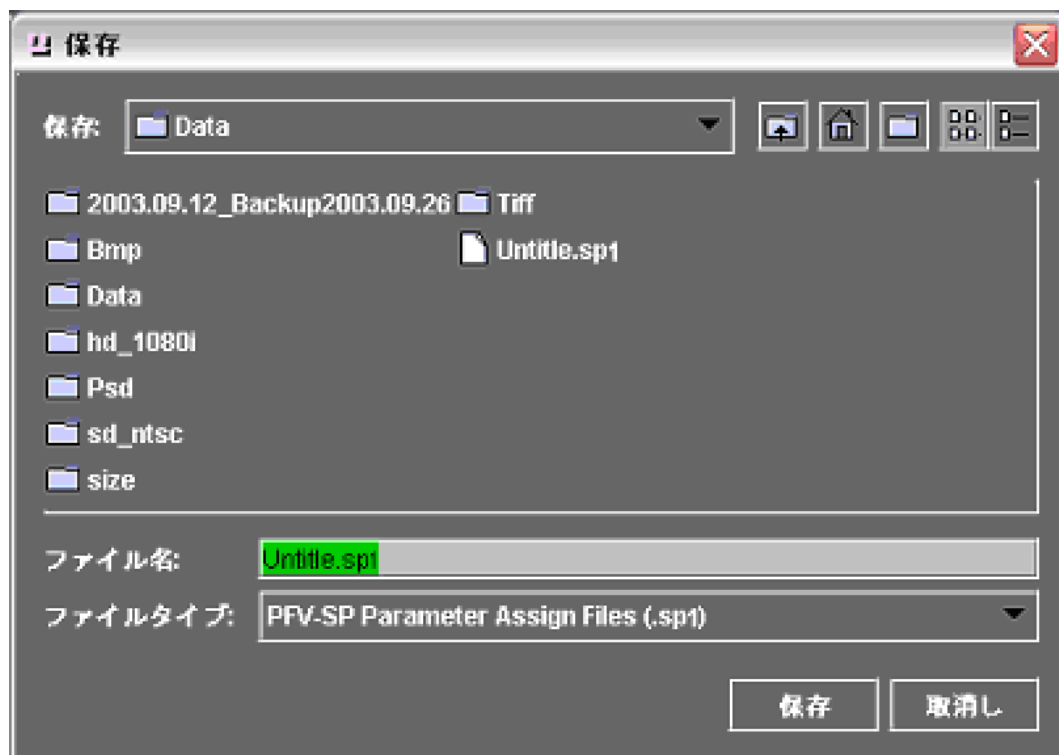 保存
保存: Data
2003.09.12_Backup2003.09.26 Tiff
Bmp Untitle.sp1
Data
hd_1080i
Psd
sd_ntsc
size
ファイル名: Untitle.sp1
ファイルタイプ: PFV-SP Parameter Assign Files (.sp1)
保存 取消し